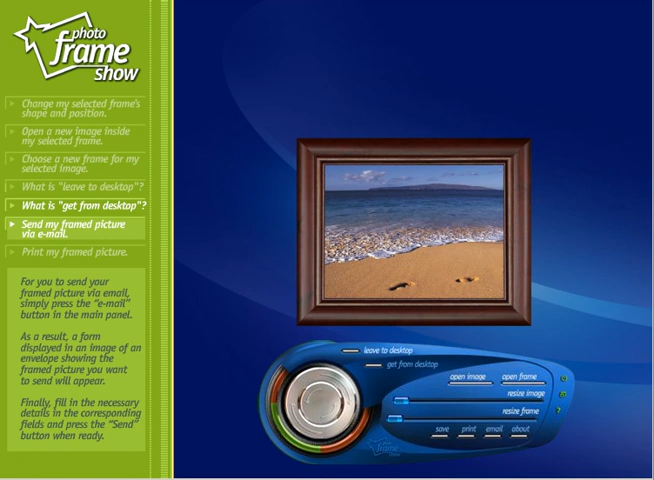 photo
frame
show
Change my selected frame's
shape and position.
Open a new image inside
my selected frame.
Choose a new frame for my
selected image.
What is "leave to desktop"?
What is "get from desktop"?
Send my framed picture
via e-mail.
Print my framed picture.
For you to send your
framed picture via email,
simply press the "e-mail"
button in the main panel.
As a result, a form
displayed in an image of an
envelope showing the
framed picture you want
to send will appear.
Finally, fill in the necessary
details in the corresponding
fields and press the "Send"
button when ready.
leave to desktop
get from desktop
open image open frame
resize image
resize frame
save print email about
?
photo
frame
show